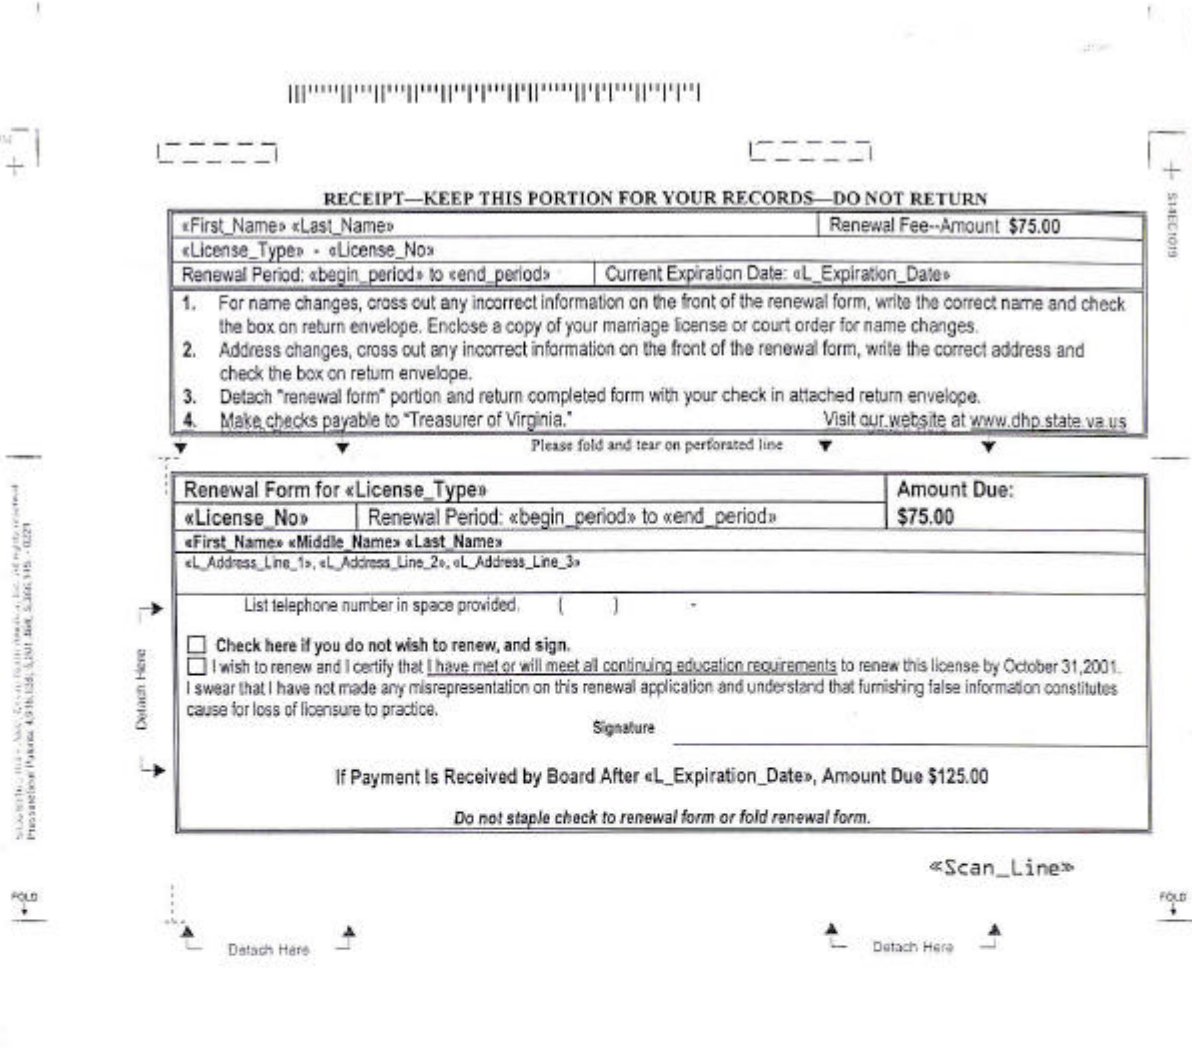 RECEIPT—KEEP THIS PORTION FOR YOUR RECORDS—DO NOT RETURN
«First_Name» «Last_Name» Renewal Fee--Amount $75.00
«License_Type» - «License_No»
Renewal Period: «begin_period» to «end_period» Current Expiration Date: «L_Expiration_Date»
1. For name changes, cross out any incorrect information on the front of the renewal form, write the correct name and check
the box on return envelope. Enclose a copy of your marriage license or court order for name changes.
2. Address changes, cross out any incorrect information on the front of the renewal form, write the correct address and
check the box on return envelope.
3. Detach "renewal form" portion and return completed form with your check in attached return envelope.
4. Make checks payable to "Treasurer of Virginia." Visit our website at www.dhp.state.va.us
Please fold and tear on perforated line
Renewal Form for «License_Type» Amount Due:
«License_No» Renewal Period: «begin_period» to «end_period» $75.00
«First_Name» «Middle_Name» «Last_Name»
«L_Address_Line_1», «L_Address_Line_2», «L_Address_Line_3»
List telephone number in space provided. ( ) -
Check here if you do not wish to renew, and sign.
I wish to renew and I certify that I have met or will meet all continuing education requirements to renew this license by October 31,2001.
I swear that I have not made any misrepresentation on this renewal application and understand that furnishing false information constitutes
cause for loss of licensure to practice.
Signature
If Payment Is Received by Board After «L_Expiration_Date», Amount Due $125.00
Do not staple check to renewal form or fold renewal form.
Detach Here
«Scan_Line»
FOLD FOLD
Detach Here Detach Here